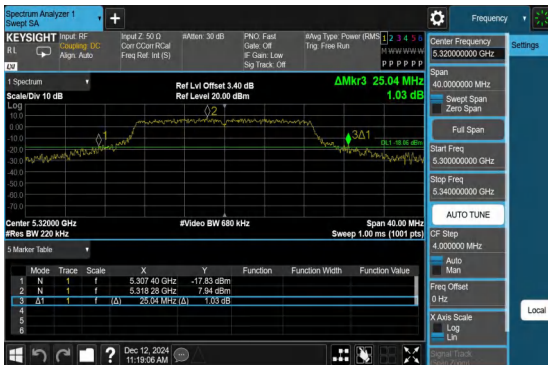 Spectrum Analyzer 1
Swept SA
+
Frequency
KEYSIGHT Input: RF Input Z: 50 Ω #Atten: 30 dB PNO: Fast #Avg Type: Power (RMS 1 2 3 4 5
RL Coupling: DC Corr CCorr RCal Gate: Off Trig: Free Run
Align: Auto Freq Ref: Int (S) IF Gain: Low
Sig Track: Off
LXI
M W W W W
P P P P P
Center Frequency
5.320000000 GHz
Settings
Span
40.0000000 MHz
Swept Span
Zero Span
Full Span
Start Freq
5.300000000 GHz
Stop Freq
5.340000000 GHz
AUTO TUNE
CF Step
4.000000 MHz
Auto
Man
Freq Offset
0 Hz
X Axis Scale
Log
Lin
Signal Track
Local
1 Spectrum
Scale/Div 10 dB
Ref Lvl Offset 3.40 dB
Ref Level 20.00 dBm
ΔMkr3 25.04 MHz
1.03 dB
Log
10.0
0.00
-10.0
-20.0
-30.0
-40.0
-50.0
-60.0
-70.0
1
2
3Δ1
DL1 -18.06 dBm
Center 5.32000 GHz #Video BW 680 kHz Span 40.00 MHz
#Res BW 220 kHz Sweep 1.00 ms (1001 pts)
5 Marker Table
Mode Trace Scale X Y Function Function Width Function Value
1 N 1 f 5.307 40 GHz -17.83 dBm
2 N 1 f 5.318 28 GHz 7.94 dBm
3 Δ1 1 f (Δ) 25.04 MHz (Δ) 1.03 dB
4
5
6
?
Dec 12, 2024
11:19:06 AM